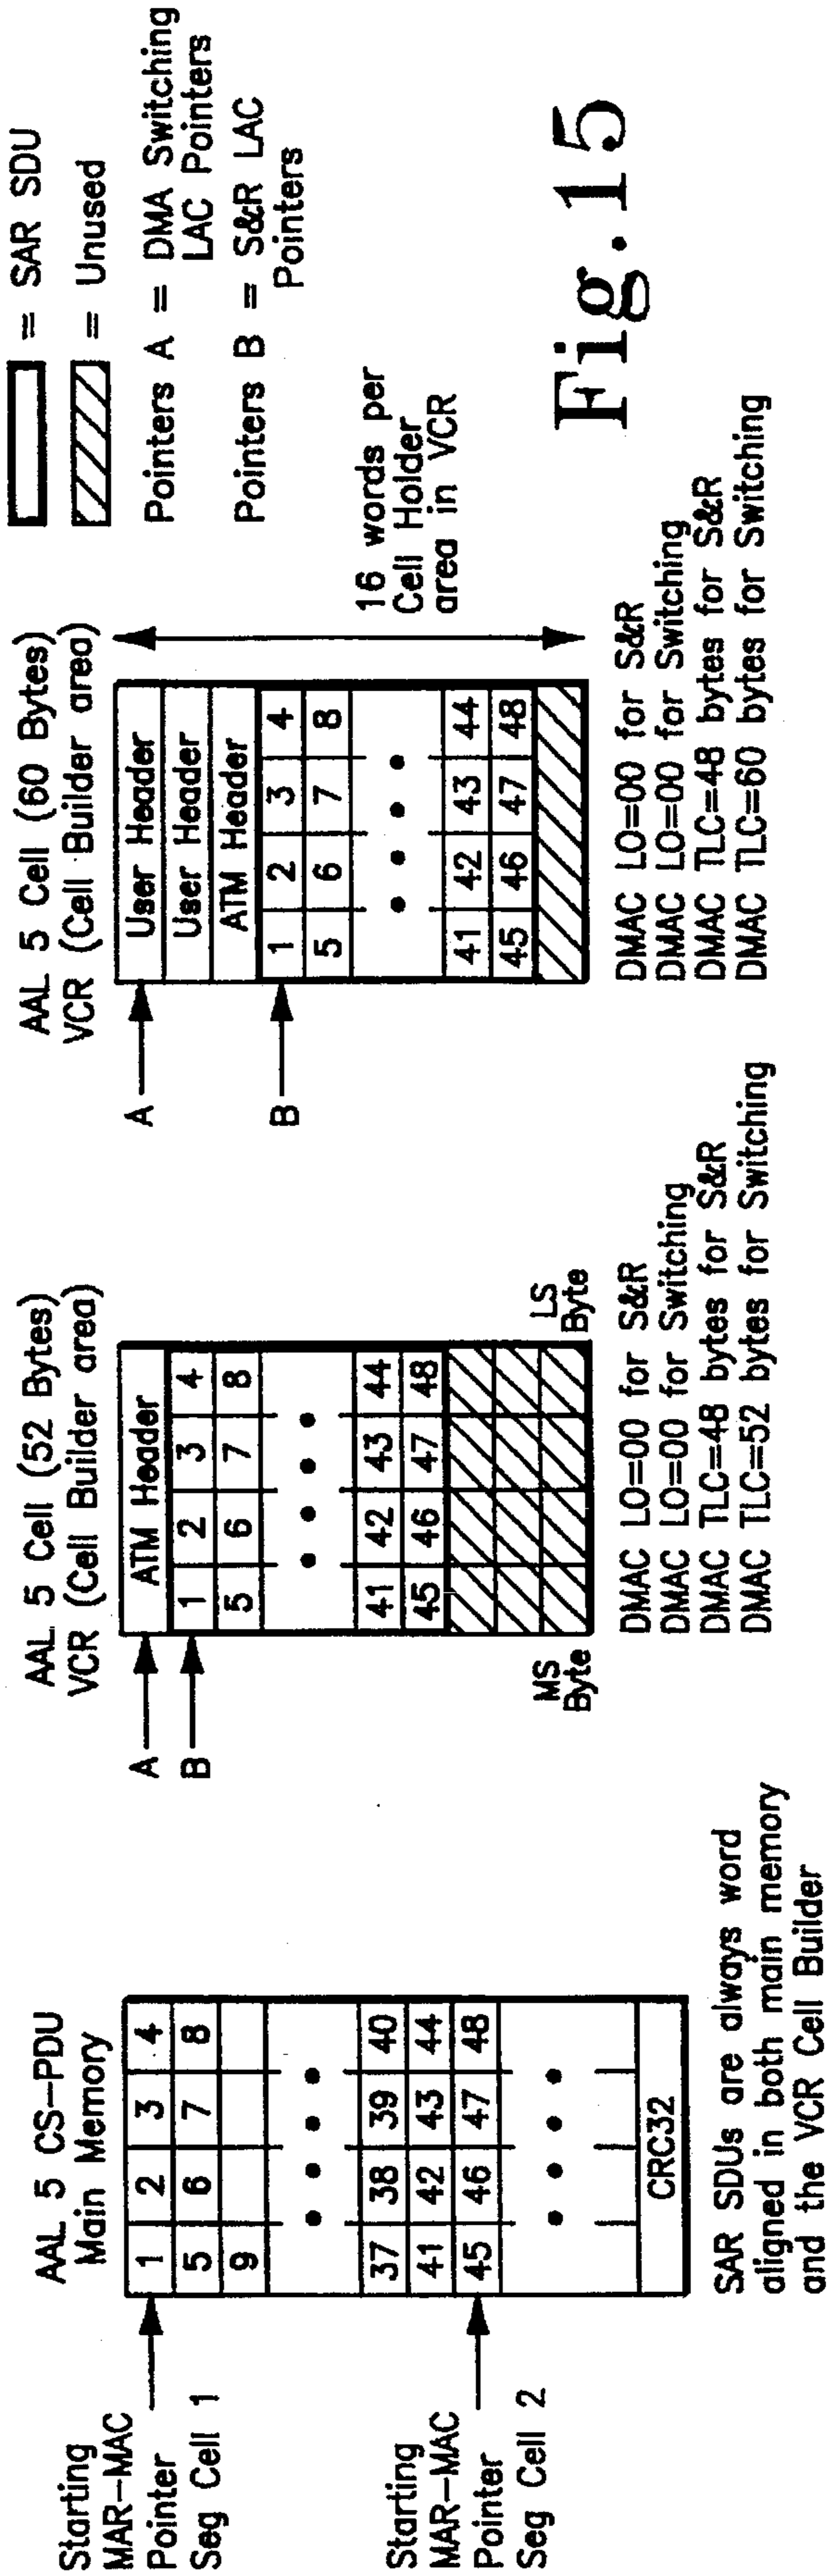 AAL 5 CS-PDU
Main Memory
Starting
MAR-MAC
Pointer
Seg Cell 1
1 2 3 4
5 6 7 8
9
37 38 39 40
41 42 43 44
45 46 47 48
Starting
MAR-MAC
Pointer
Seg Cell 2
CRC32
SAR SDUs are always word
aligned in both main memory
and the VCR Cell Builder
AAL 5 Cell (52 Bytes)
VCR (Cell Builder area)
A
B
ATM Header
1 2 3 4
5 6 7 8
41 42 43 44
45 46 47 48
MS
Byte
LS
Byte
DMAC LO=00 for S&R
DMAC LO=00 for Switching
DMAC TLC=48 bytes for S&R
DMAC TLC=52 bytes for Switching
AAL 5 Cell (60 Bytes)
VCR (Cell Builder area)
A
B
User Header
User Header
ATM Header
1 2 3 4
5 6 7 8
41 42 43 44
45 46 47 48
16 words per
Cell Holder
area in VCR
DMAC LO=00 for S&R
DMAC LO=00 for Switching
DMAC TLC=48 bytes for S&R
DMAC TLC=60 bytes for Switching
= SAR SDU
= Unused
Pointers A = DMA Switching
LAC Pointers
Pointers B = S&R LAC
Pointers
Fig.15